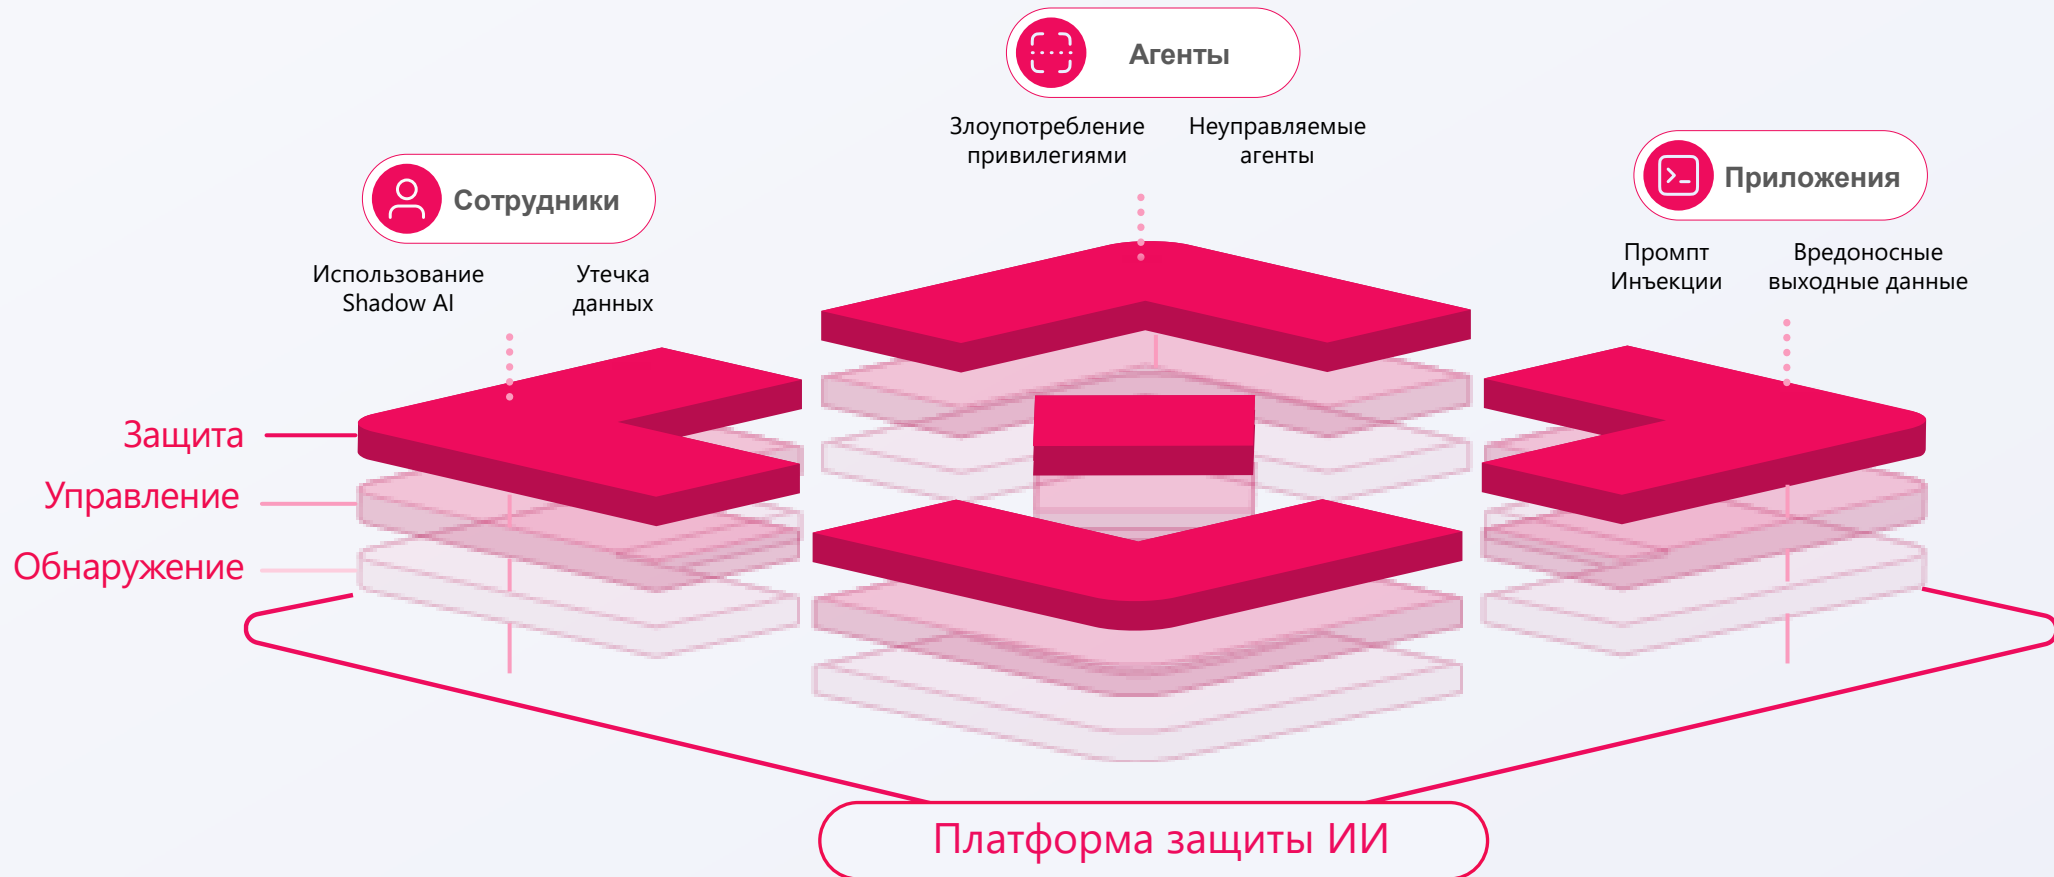 Агенты
Злоупотребление
привилегиями
Неуправляемые
агенты
Сотрудники
Использование
Shadow AI
Утечка
данных
Приложения
Промпт
Инъекции
Вредоносные
выходные данные
Защита
Управление
Обнаружение
Платформа защиты ИИ